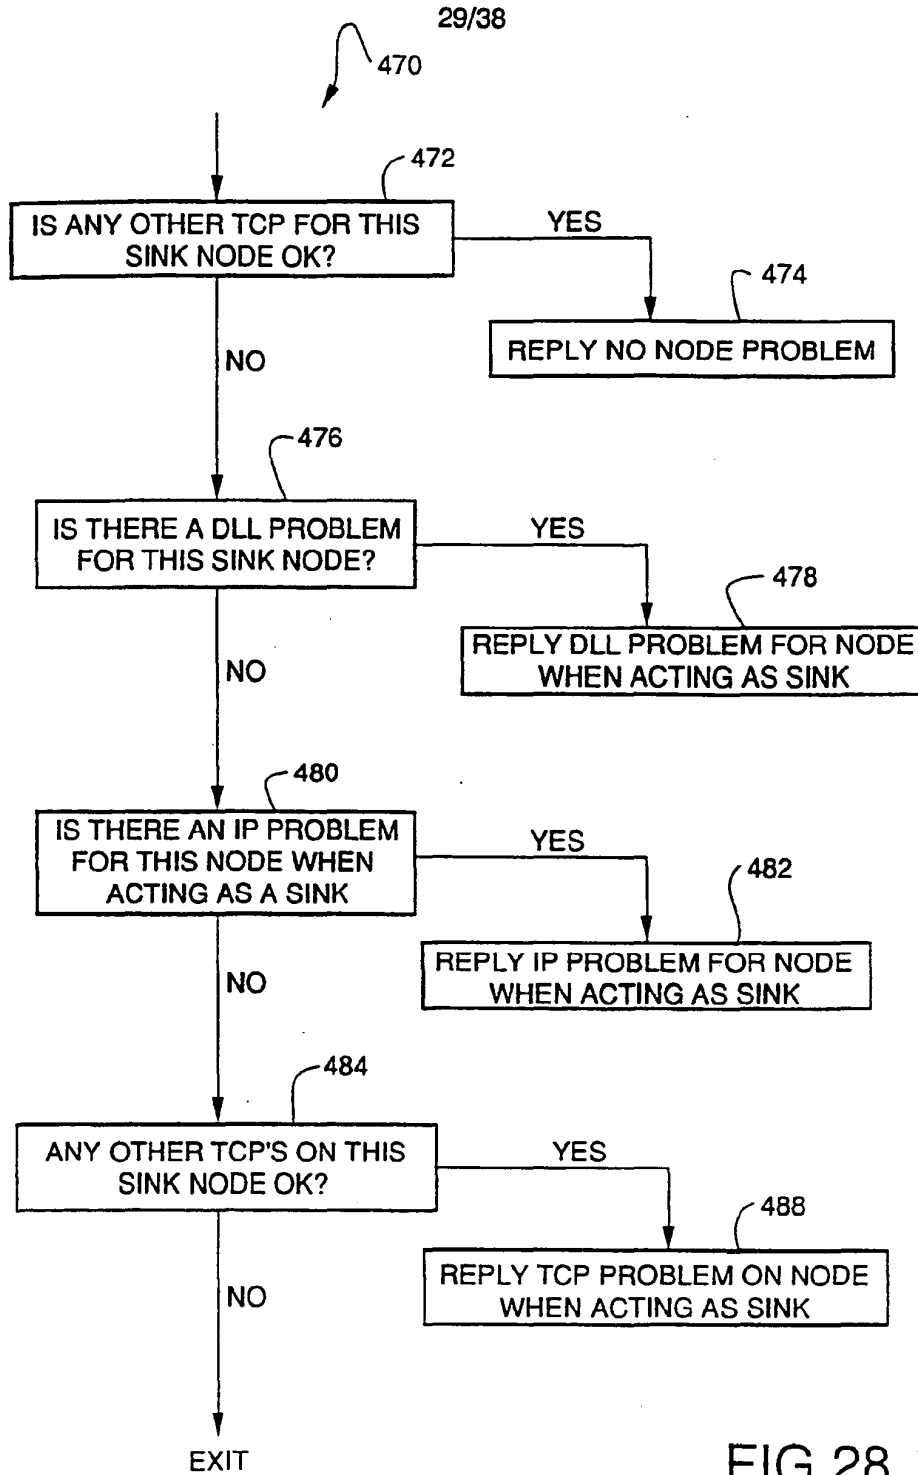 29/38
470
472
IS ANY OTHER TCP FOR THIS
SINK NODE OK?
YES
474
REPLY NO NODE PROBLEM
NO
476
IS THERE A DLL PROBLEM
FOR THIS SINK NODE?
YES
478
REPLY DLL PROBLEM FOR NODE
WHEN ACTING AS SINK
NO
480
IS THERE AN IP PROBLEM
FOR THIS NODE WHEN
ACTING AS A SINK
YES
482
REPLY IP PROBLEM FOR NODE
WHEN ACTING AS SINK
NO
484
ANY OTHER TCP'S ON THIS
SINK NODE OK?
YES
488
REPLY TCP PROBLEM ON NODE
WHEN ACTING AS SINK
NO
EXIT
FIG 28